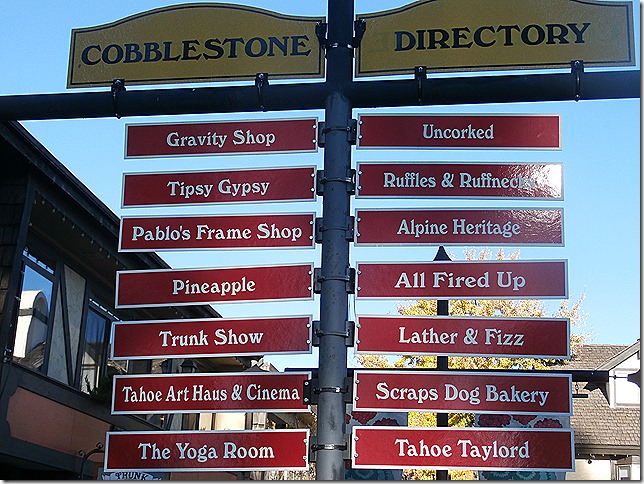 COBBLESTONE DIRECTORY
Gravity Shop
Tipsy Gypsy
Pablo's Frame Shop
Pineapple
Trunk Show
Tahoe Art Haus & Cinema
The Yoga Room
Uncorked
Ruffles & Ruffnecks
Alpine Heritage
All Fired Up
Lather & Fizz
Scraps Dog Bakery
Tahoe Taylord
TRUNK